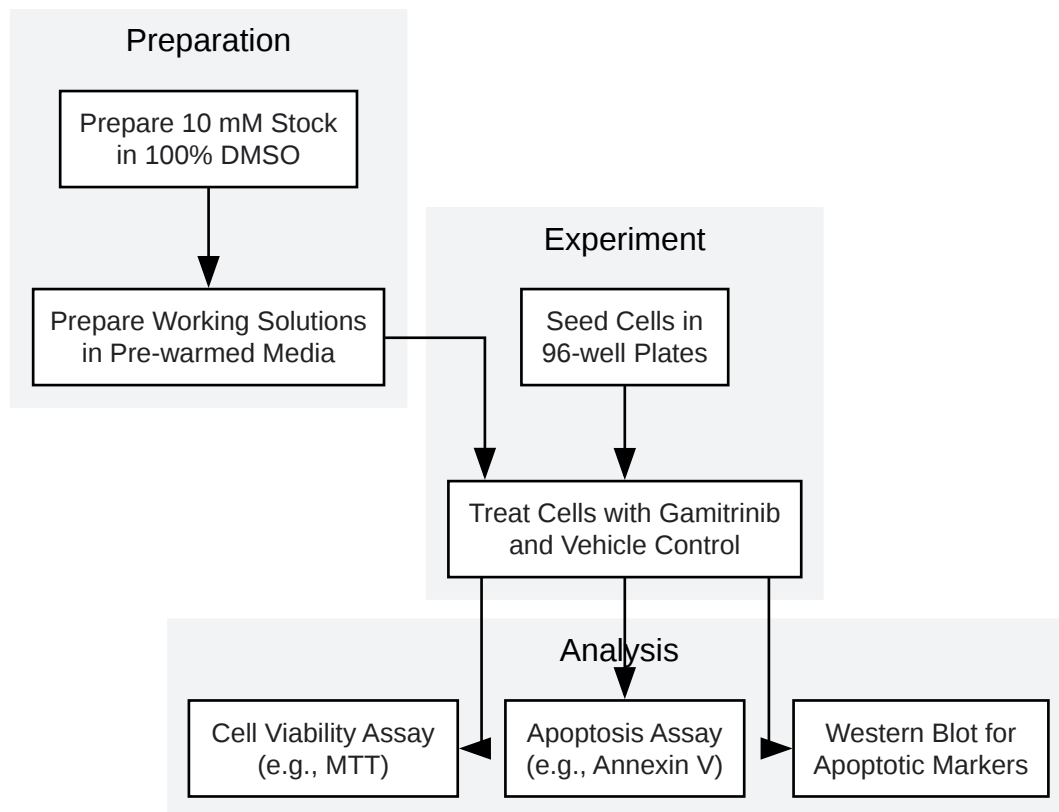 Preparation
Prepare 10 mM Stock
in 100% DMSO
Prepare Working Solutions
in Pre-warmed Media
Experiment
Seed Cells in
96-well Plates
Treat Cells with Gamitrinib
and Vehicle Control
Analysis
Cell Viability Assay
(e.g., MTT)
Apoptosis Assay
(e.g., Annexin V)
Western Blot for
Apoptotic Markers